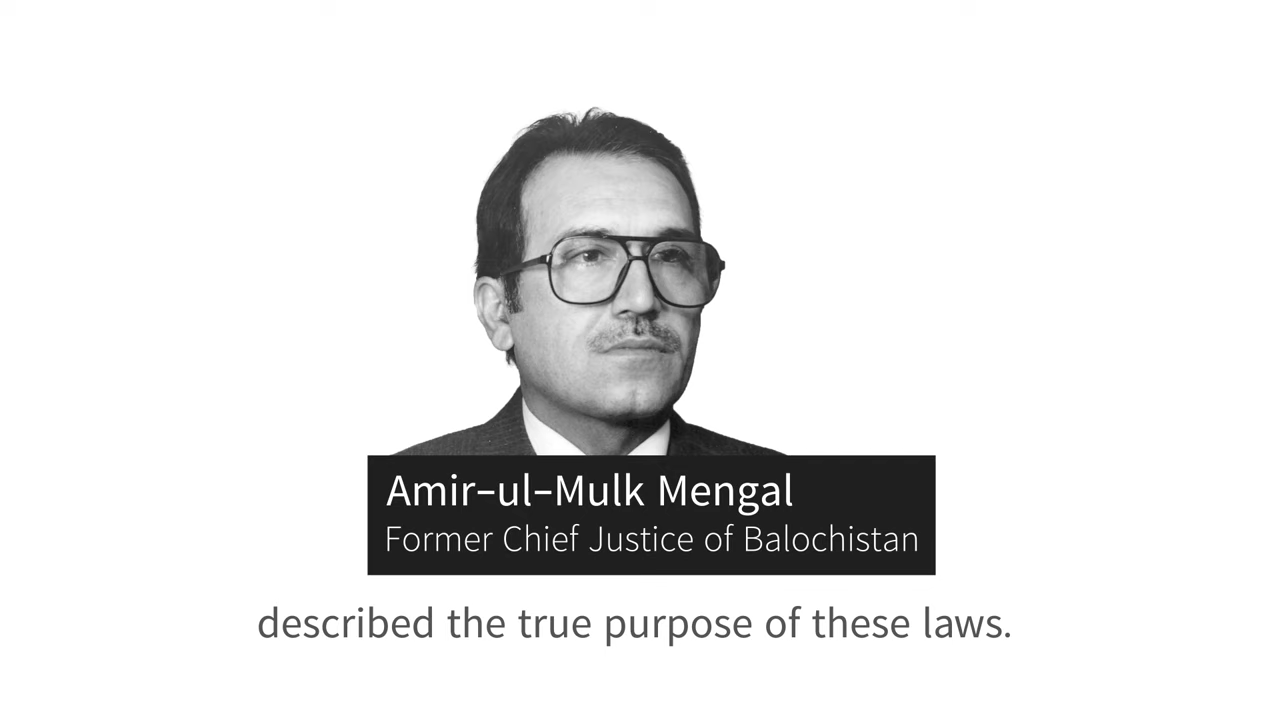 Amir-ul-Mulk Mengal
Former Chief Justice of Balochistan
described the true purpose of these laws.